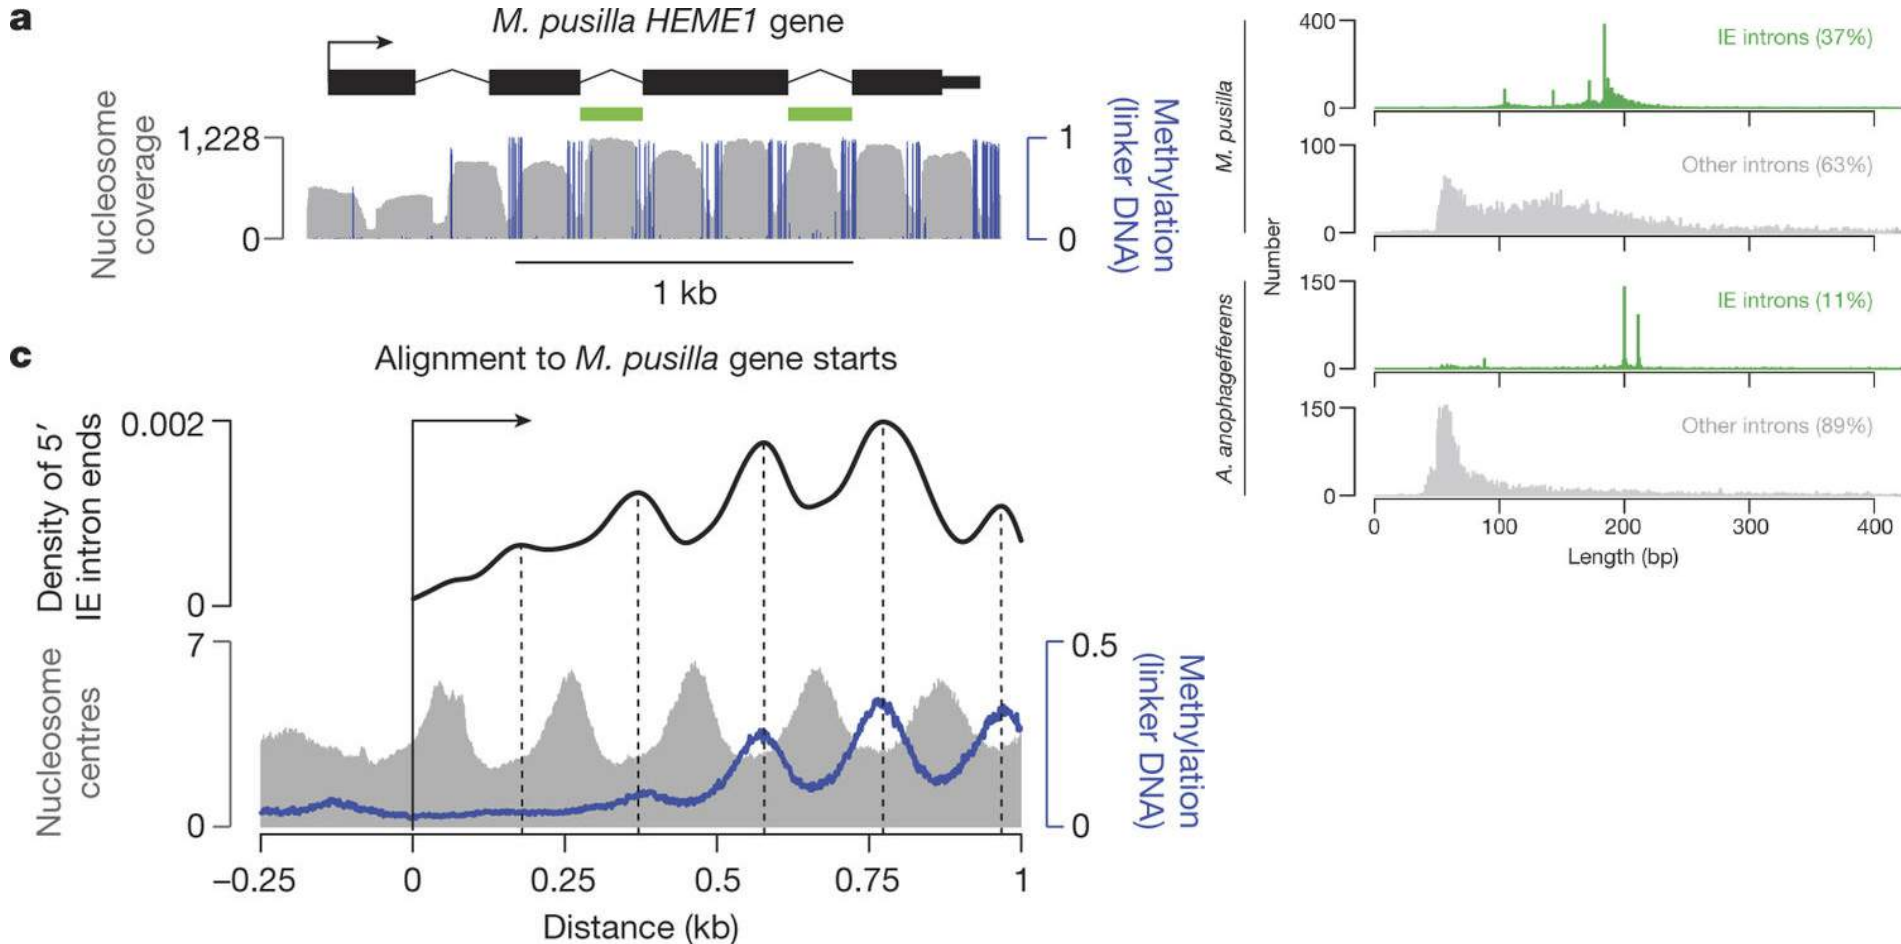 a
M. pusilla HEME1 gene
Nucleosome
coverage
1,228
0
1
0
Methylation
(linker DNA)
1 kb
c
Alignment to M. pusilla gene starts
Density of 5′
IE intron ends
0.002
0
Nucleosome
centres
7
0
0.5
0
Methylation
(linker DNA)
−0.25
0
0.25
0.5
0.75
1
Distance (kb)
M. pusilla
A. anophagefferens
Number
400
0
IE introns (37%)
100
50
0
Other introns (63%)
150
0
IE introns (11%)
150
0
Other introns (89%)
0
100
200
300
400
Length (bp)